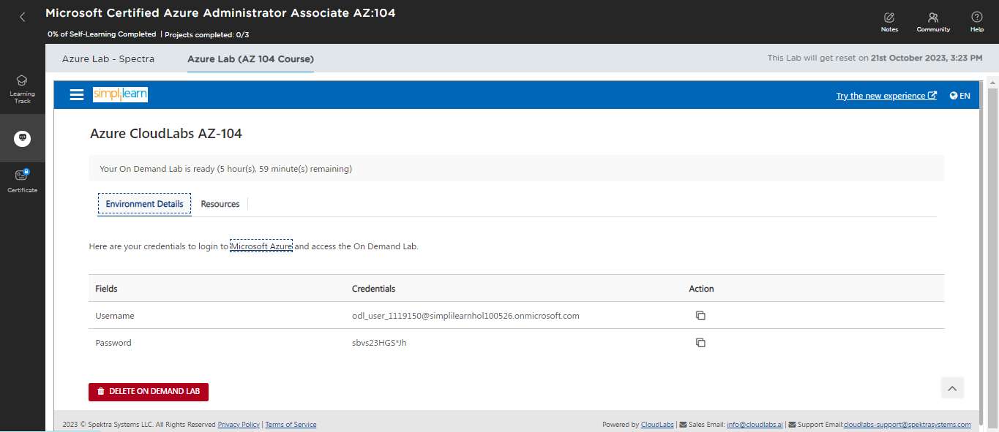 Microsoft Certified Azure Administrator Associate AZ:104
0% of Self-Learning Completed | Projects completed: 0/3
Notes
Community
Help
Azure Lab - Spectra
Azure Lab (AZ 104 Course)
This Lab will get reset on 21st October 2023, 3:23 PM
Learning
Track
Certificate
simplilearn
Try the new experience
EN
Azure CloudLabs AZ-104
Your On Demand Lab is ready (5 hour(s), 59 minute(s) remaining)
Environment Details
Resources
Here are your credentials to login to Microsoft Azure and access the On Demand Lab.
Fields Credentials Action
Username odl_user_1119150@simplilearnhol100526.onmicrosoft.com
Password sbvs23HGS*Jh
DELETE ON DEMAND LAB
2023 © Spektra Systems LLC. All Rights Reserved Privacy Policy | Terms of Service
Powered by CloudLabs | Sales Email: info@cloudlabs.ai | Support Email:cloudlabs-support@spektrasystems.com